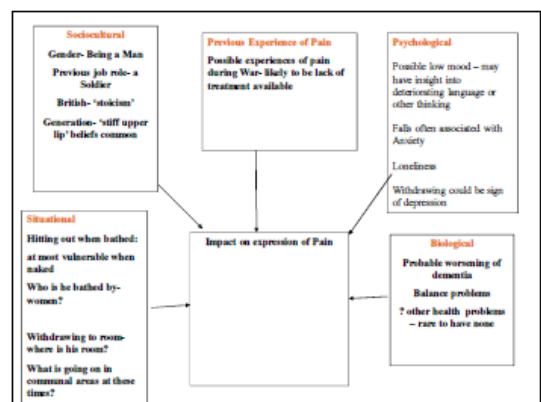 Sociocultural
Gender- Being a Man
Previous job role- a
Soldier
British- ‘stoicism’
Generation- ‘stiff upper
lip’ beliefs common
Previous Experience of Pain
Possible experiences of pain
during War- likely to be lack of
treatment available
Psychological
Possible low mood – may
have insight into
deteriorating language or
other thinking
Falls often associated with
Anxiety
Loneliness
Withdrawing could be sign
of depression
Situational
Hitting out when bathed:
at most vulnerable when
naked
Who is he bathed by-
women?
Withdrawing to room-
where is his room?
What is going on in
communal areas at these
times?
Impact on expression of Pain
Biological
Probable worsening of
dementia
Balance problems
? other health problems
– rare to have none